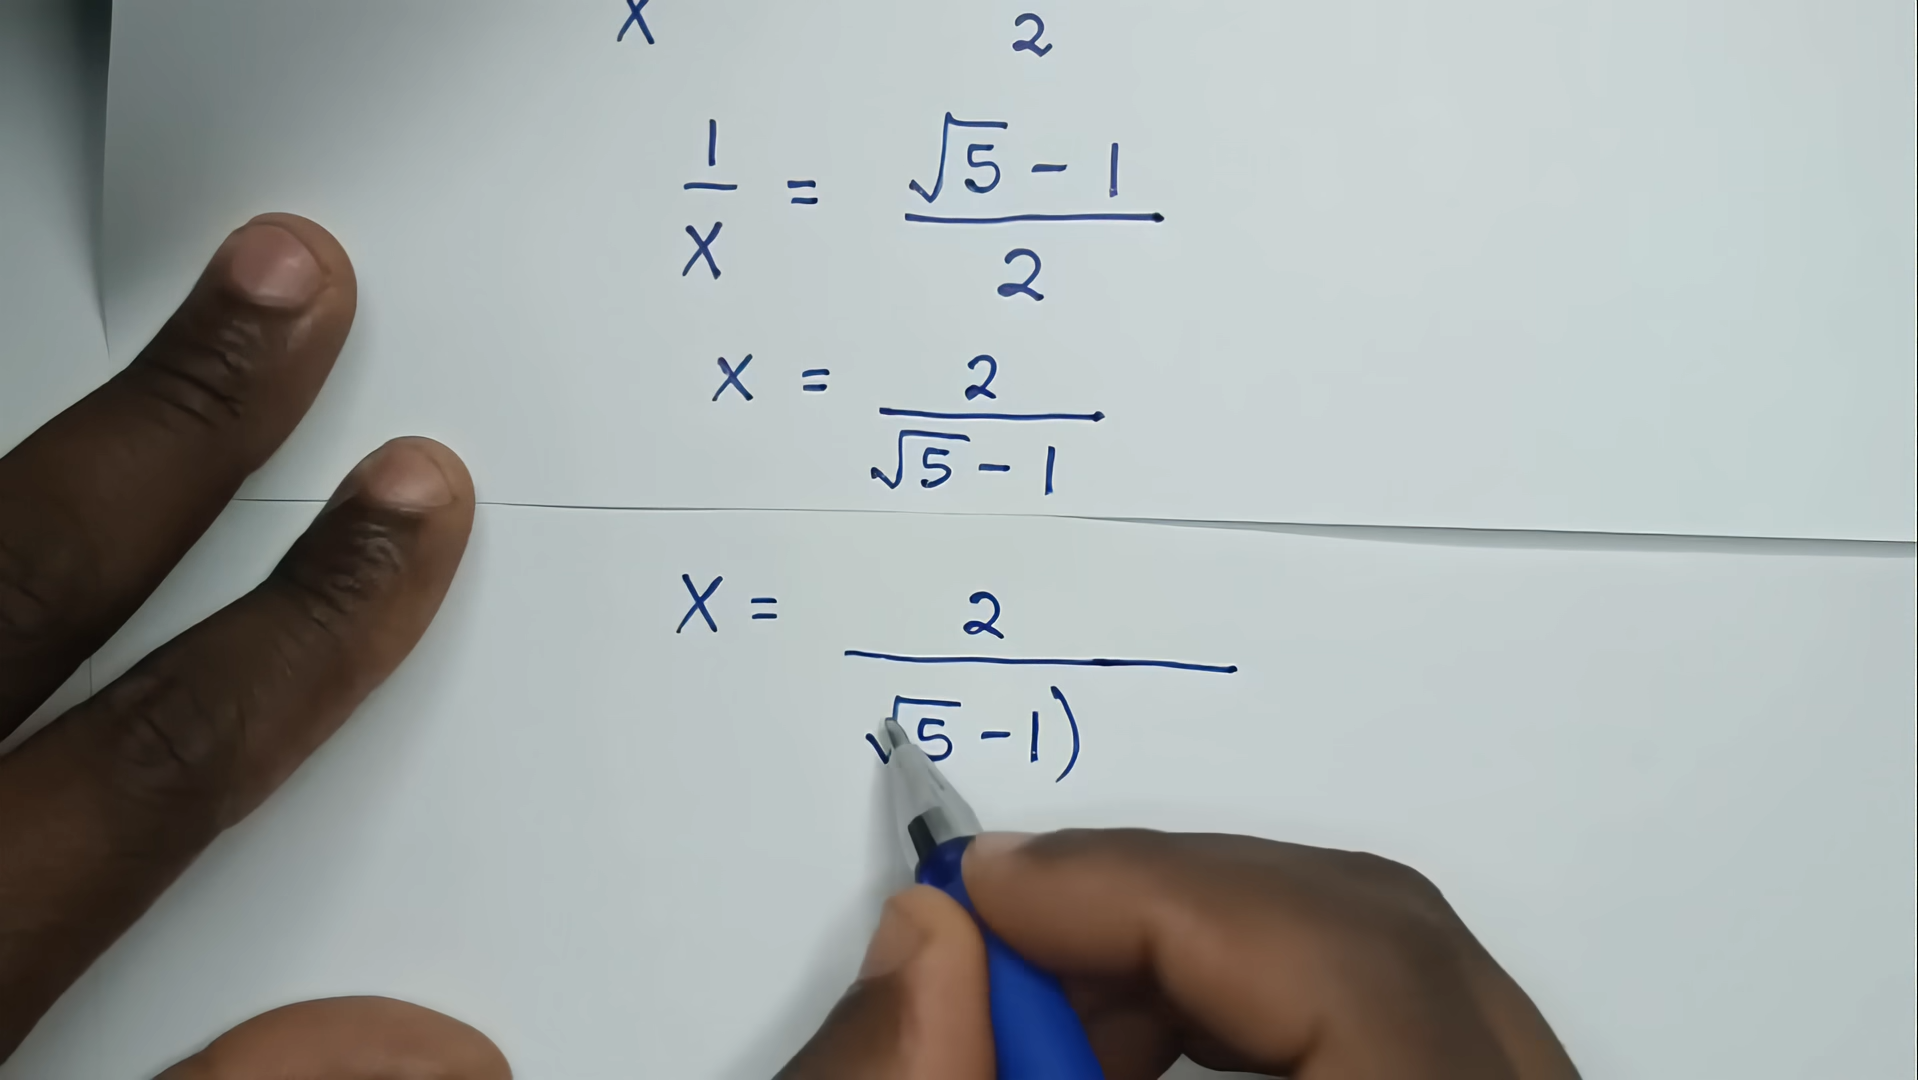 x 2
1/x = (√5 - 1)/2
x = 2/(√5 - 1)
x = 2/(√5 - 1)